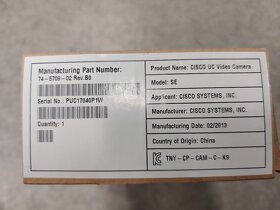 Manufacturing Part Number:
74-5709-02 Rev.B0
Serial No.: PUC17040P1W
Quantity: 1
Product Name: CISCO UC Video Camera
Model: SE
Applicant: CISCO SYSTEMS, INC.
Manufacturer: CISCO SYSTEMS, INC.
Manufacturing Date: 02/2013
Country of Origin: China
TNY-CP-CAM-C-K9